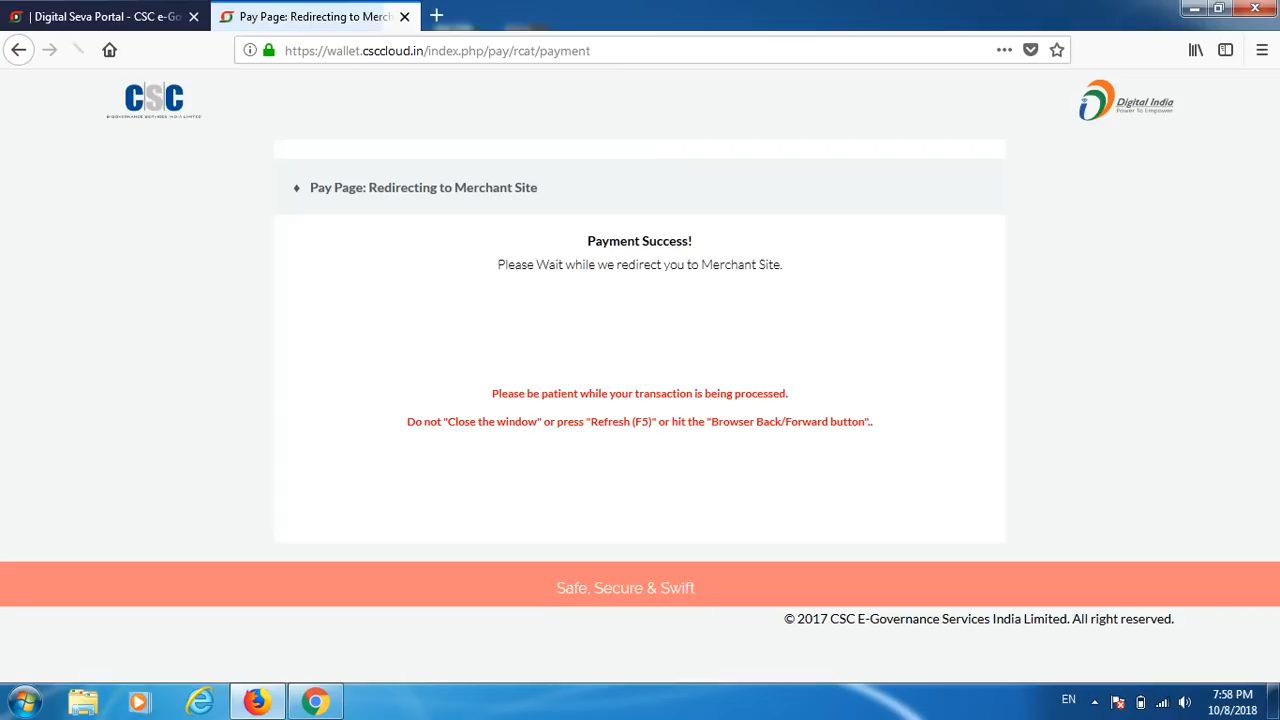 | Digital Seva Portal - CSC e-Go
Pay Page: Redirecting to Merch
https://wallet.csccloud.in/index.php/pay/rcat/payment
CSC
E-GOVERNANCE SERVICES INDIA LIMITED
Digital India
Power To Empower
Pay Page: Redirecting to Merchant Site
Payment Success!
Please Wait while we redirect you to Merchant Site.
Please be patient while your transaction is being processed.
Do not "Close the window" or press "Refresh (F5)" or hit the "Browser Back/Forward button"..
Safe, Secure & Swift
© 2017 CSC E-Governance Services India Limited. All right reserved.
EN
7:58 PM
10/8/2018